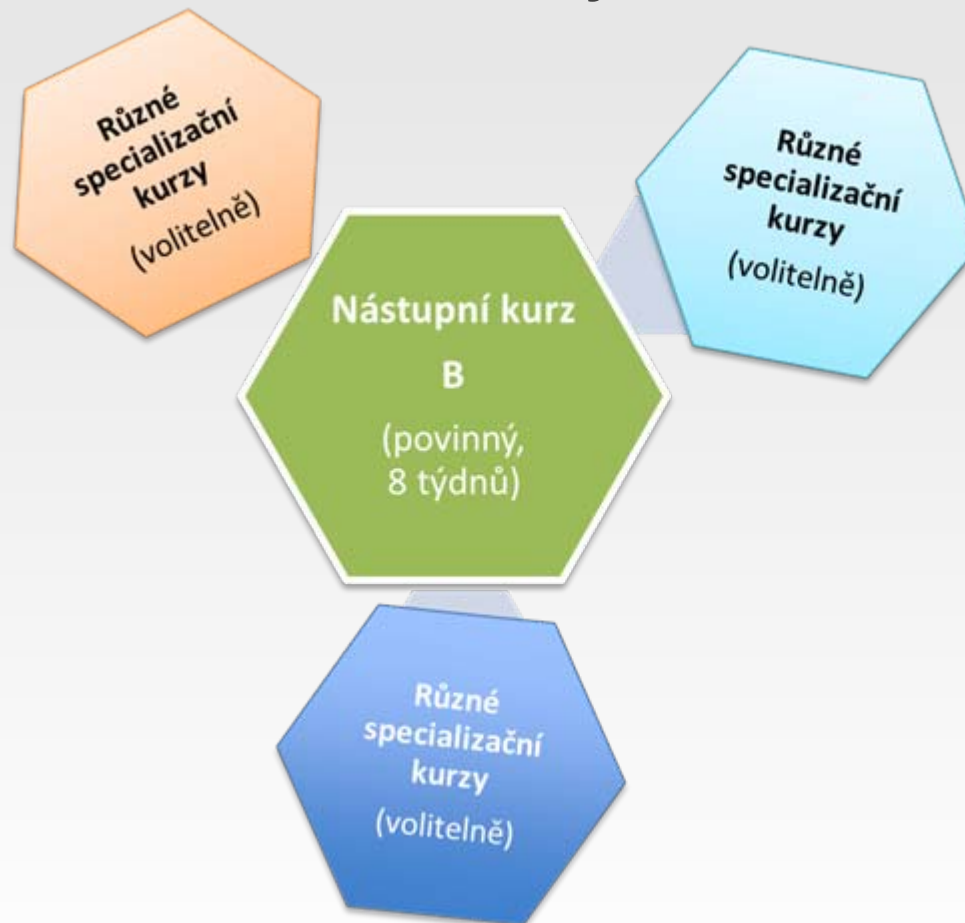 Různé
specializační
kurzy
(volitelně)
Různé
specializační
kurzy
(volitelně)
Nástupní kurz
B
(povinný,
8 týdnů)
Různé
specializační
kurzy
(volitelně)